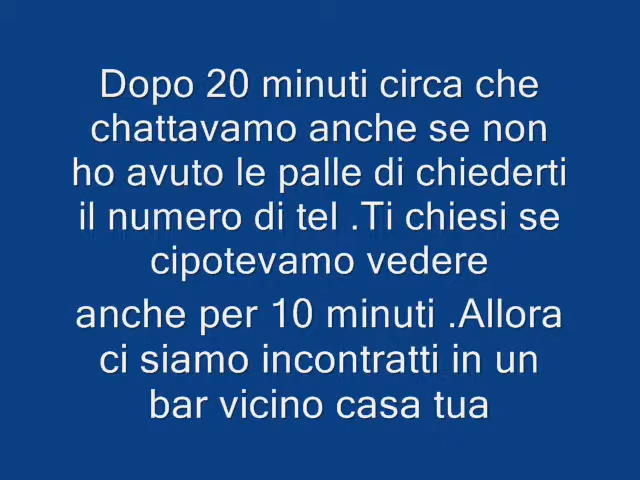 Dopo 20 minuti circa che
chattavamo anche se non
ho avuto le palle di chiederti
il numero di tel .Ti chiesi se
cipotevamo vedere
anche per 10 minuti .Allora
ci siamo incontratti in un
bar vicino casa tua